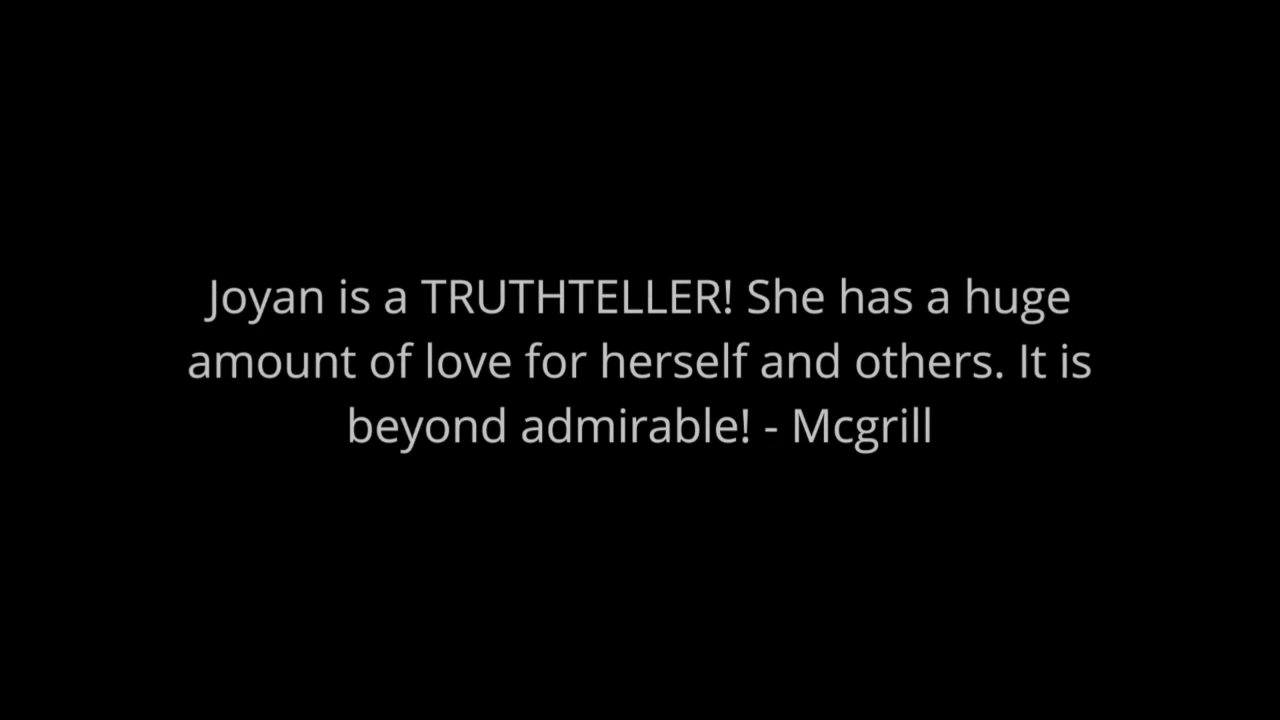 Joyan is a TRUTHTELLER! She has a huge
amount of love for herself and others. It is
beyond admirable! - Mcgrill